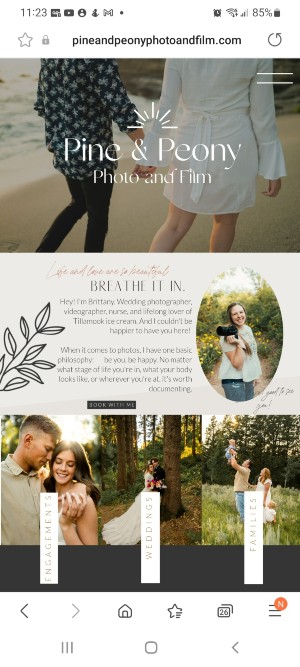 11:23
85%
pineandpeonyphotoandfilm.com
Pine & Peony
Photo and Film
Life and love are so beautiful
BREATHE IT IN.
Hey! I'm Brittany. Wedding photographer,
videographer, nurse, and lifelong lover of
Tillamook ice cream. And I couldn't be
happier to have you here!
When it comes to photos, I have one basic
philosophy: be you, be happy. No matter
what stage of life you're in, what your body
looks like, or wherever you're at, it's worth
documenting.
BOOK WITH ME
good to see
you!
ENGAGEMENTS
WEDDINGS
FAMILIES
26
N